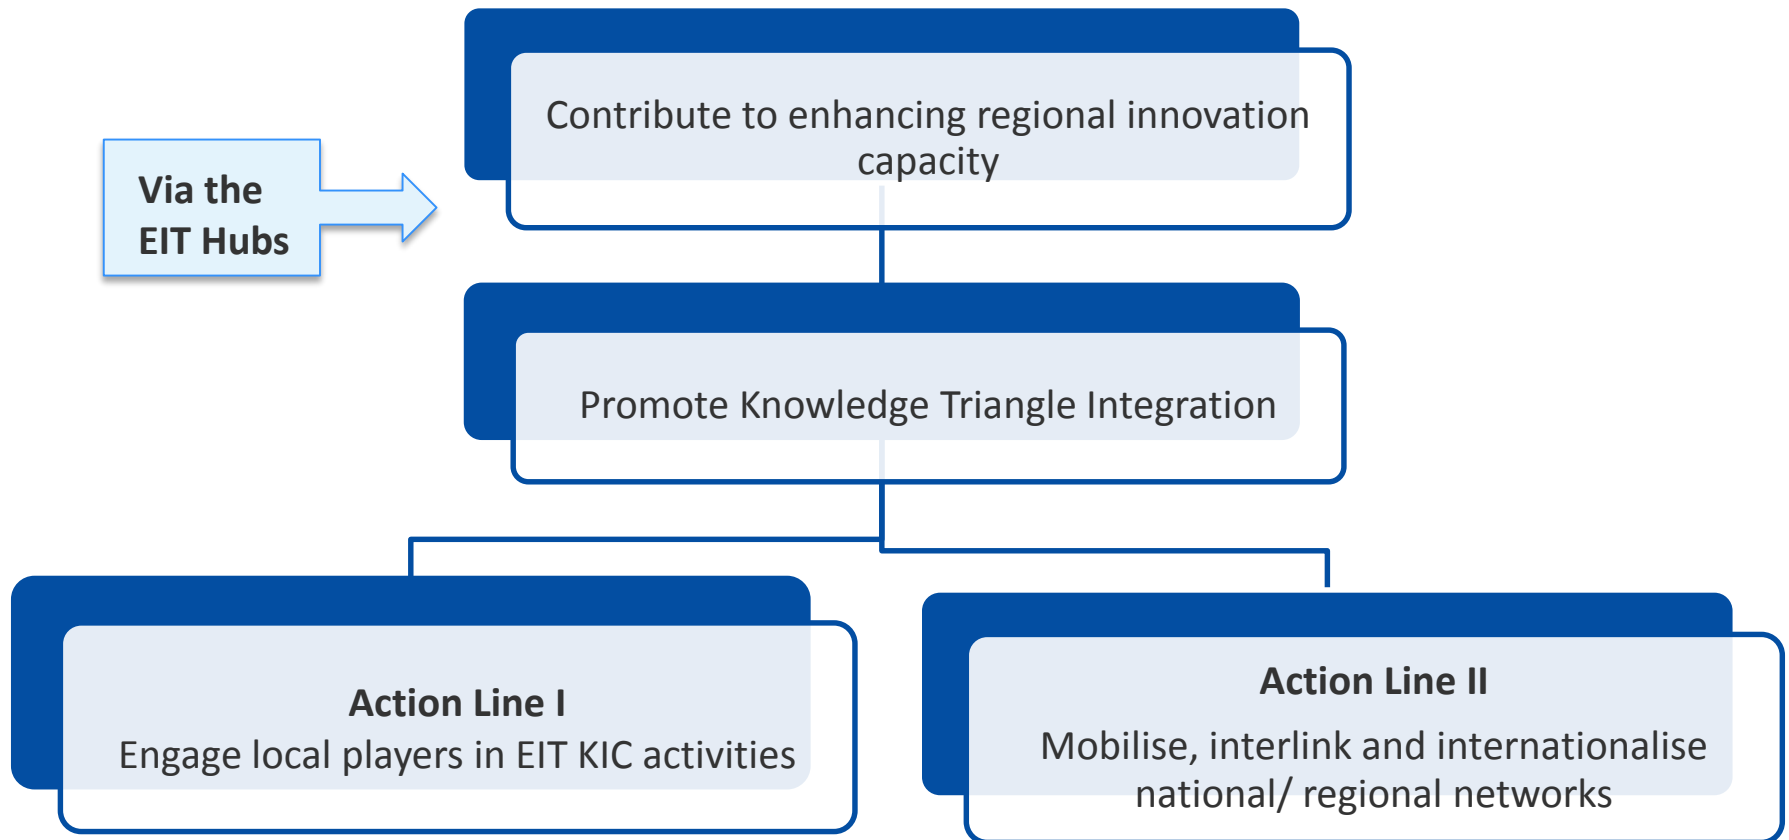 Contribute to enhancing regional innovation
capacity
Via the
EIT Hubs
Promote Knowledge Triangle Integration
Action Line I
Engage local players in EIT KIC activities
Action Line II
Mobilise, interlink and internationalise
national/ regional networks